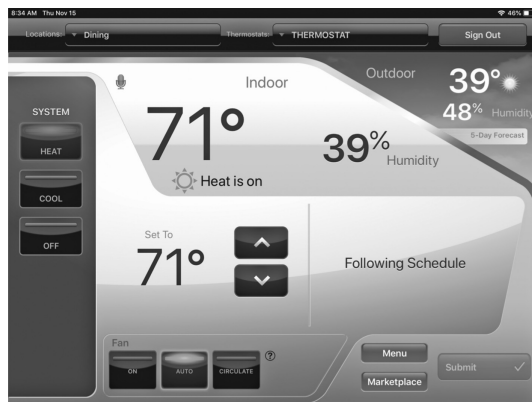 8:34 AM Thu Nov 15
46%
Locations: Dining
Thermostats: THERMOSTAT
Sign Out
Indoor
71°
Heat is on
39% Humidity
Outdoor
39°
48% Humidity
5-Day Forecast
SYSTEM
HEAT
COOL
OFF
Set To
71°
Following Schedule
Fan
ON
AUTO
CIRCULATE
?
Menu
Marketplace
Submit